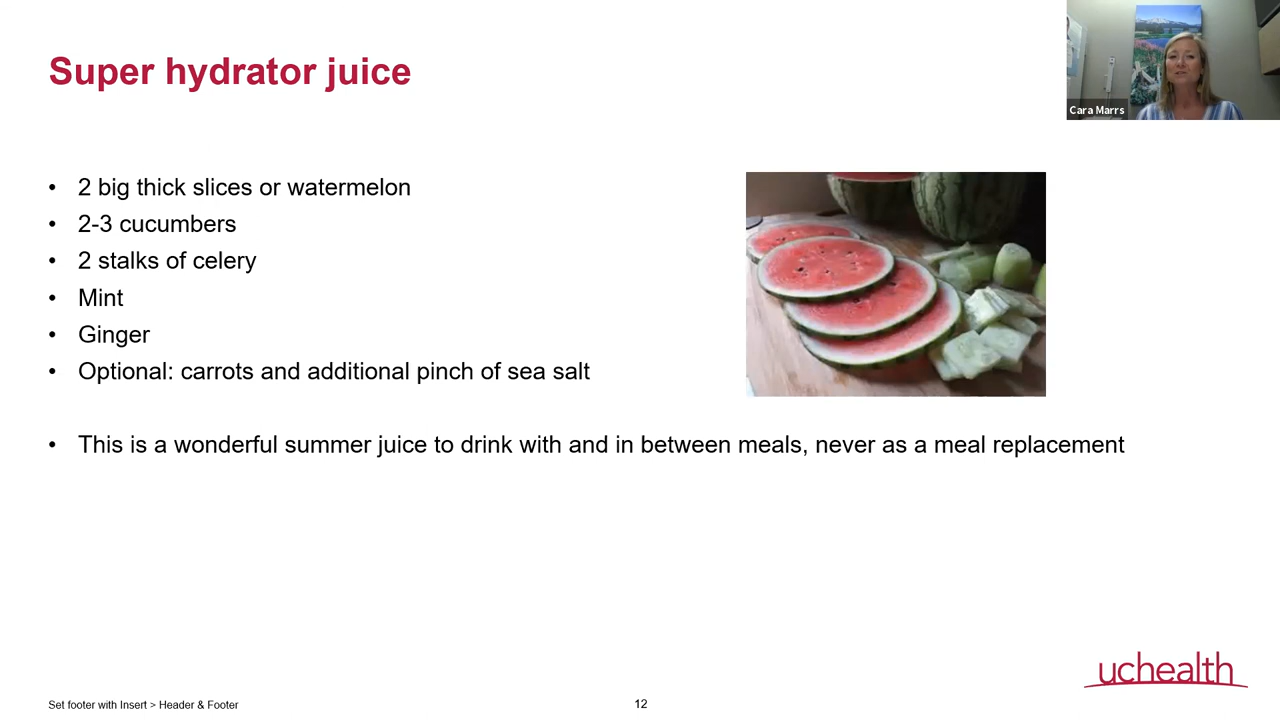 Super hydrator juice
Cara Marrs
• 2 big thick slices or watermelon
• 2-3 cucumbers
• 2 stalks of celery
• Mint
• Ginger
• Optional: carrots and additional pinch of sea salt
• This is a wonderful summer juice to drink with and in between meals, never as a meal replacement
uchealth
Set footer with Insert > Header & Footer
12